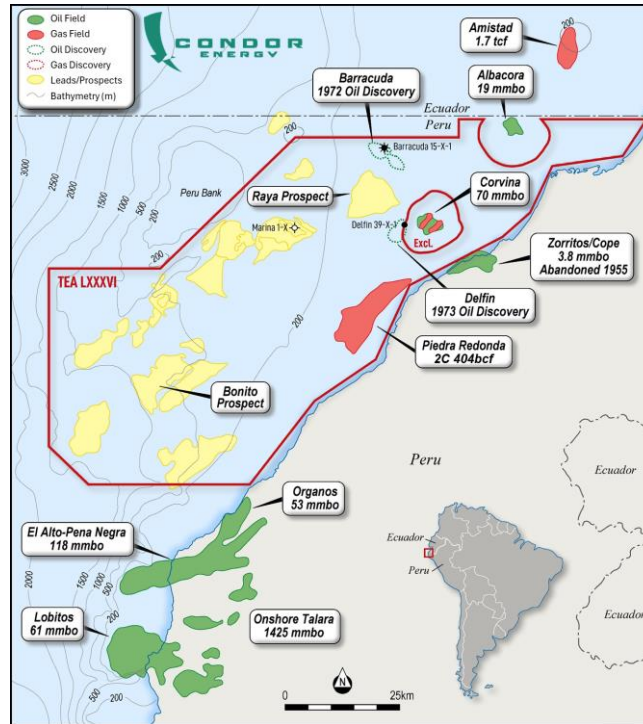 Oil Field
Gas Field
Oil Discovery
Gas Discovery
Leads/Prospects
Bathymetry (m)
CONDOR
ENERGY
Amistad
1.7 tcf
200
Barracuda
1972 Oil Discovery
Albacora
19 mmbo
Ecuador
Peru
200
Barracuda 15-X-1
3000
2000
1000
500
200
Peru Bank
Raya Prospect
Corvina
70 mmbo
Marina 1-X
Delfin 39-X-1
Excl.
Zorritos/Cope
3.8 mmbo
Abandoned 1955
TEA LXXXVI
200
Delfin
1973 Oil Discovery
Piedra Redonda
2C 404bcf
Bonito
Prospect
Peru
Ecuador
Organos
53 mmbo
El Alto-Pena Negra
118 mmbo
2000
1500
1000
500
Ecuador
Peru
200
Lobitos
61 mmbo
Onshore Talara
1425 mmbo
Ecuador
500
200
N
0
25km